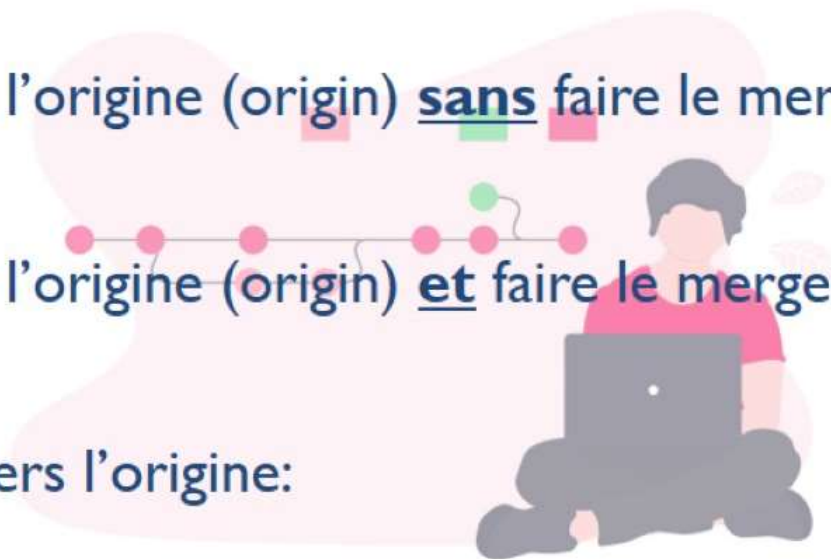 l'origine (origin) sans faire le mer
l'origine (origin) et faire le merge
ers l'origine: